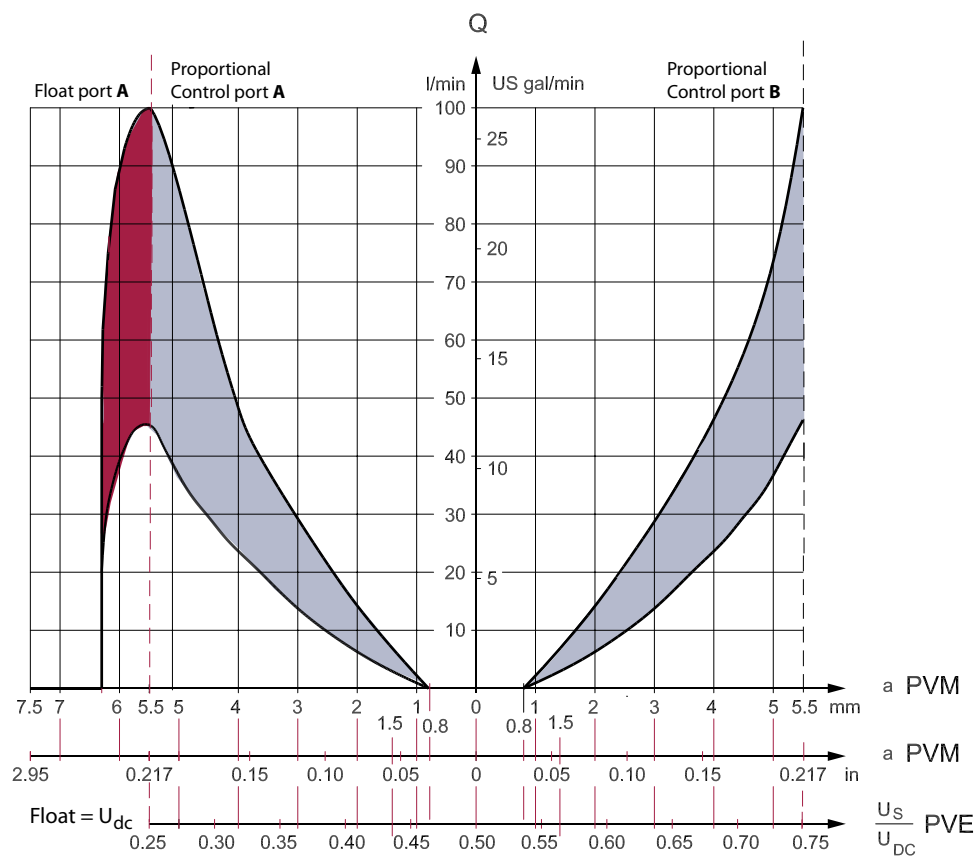 Q
Float port A
Proportional
Control port A
l/min
US gal/min
Proportional
Control port B
100
90
80
70
60
50
40
30
20
10
25
20
15
10
5
7.5 7 6 5.5 5 4 3 2 1 0 1 2 3 4 5 5.5 mm
a PVM
1.5 0.8 0.8 1.5
2.95 0.217 0.15 0.10 0.05 0 0.05 0.10 0.15 0.217 in
a PVM
Float = Udc
0.25 0.30 0.35 0.40 0.45 0.50 0.55 0.60 0.65 0.70 0.75
US
UDC
PVE